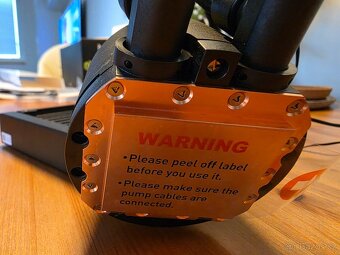 WARNING
•Please peel off label
before you use it.
•Please make sure the
pump cables are
connected.